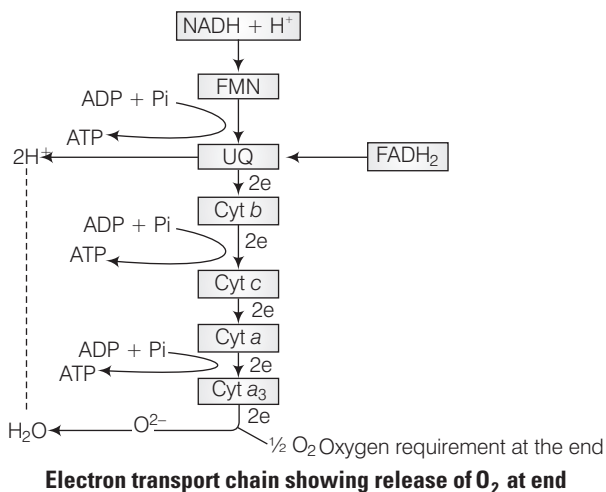 NADH + H⁺
FMN
ADP + Pi
ATP
2H⁺
UQ
FADH₂
2e
Cyt b
ADP + Pi
2e
ATP
Cyt c
2e
Cyt a
ADP + Pi
2e
ATP
Cyt a₃
2e
H₂O
O²⁻
½ O₂ Oxygen requirement at the end
Electron transport chain showing release of O₂ at end